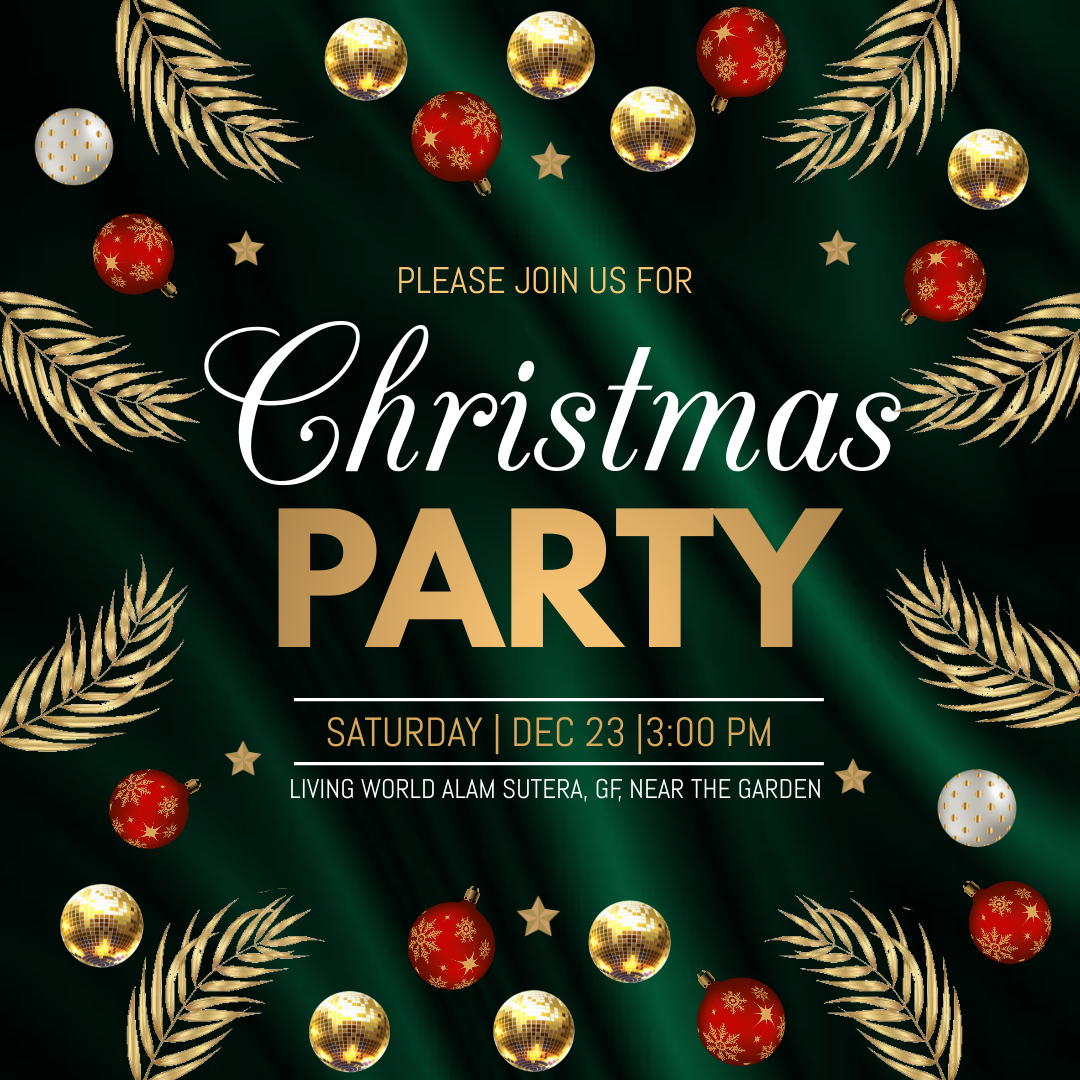 PLEASE JOIN US FOR
Christmas
PARTY
SATURDAY | DEC 23 |3:00 PM
LIVING WORLD ALAM SUTERA, GF, NEAR THE GARDEN